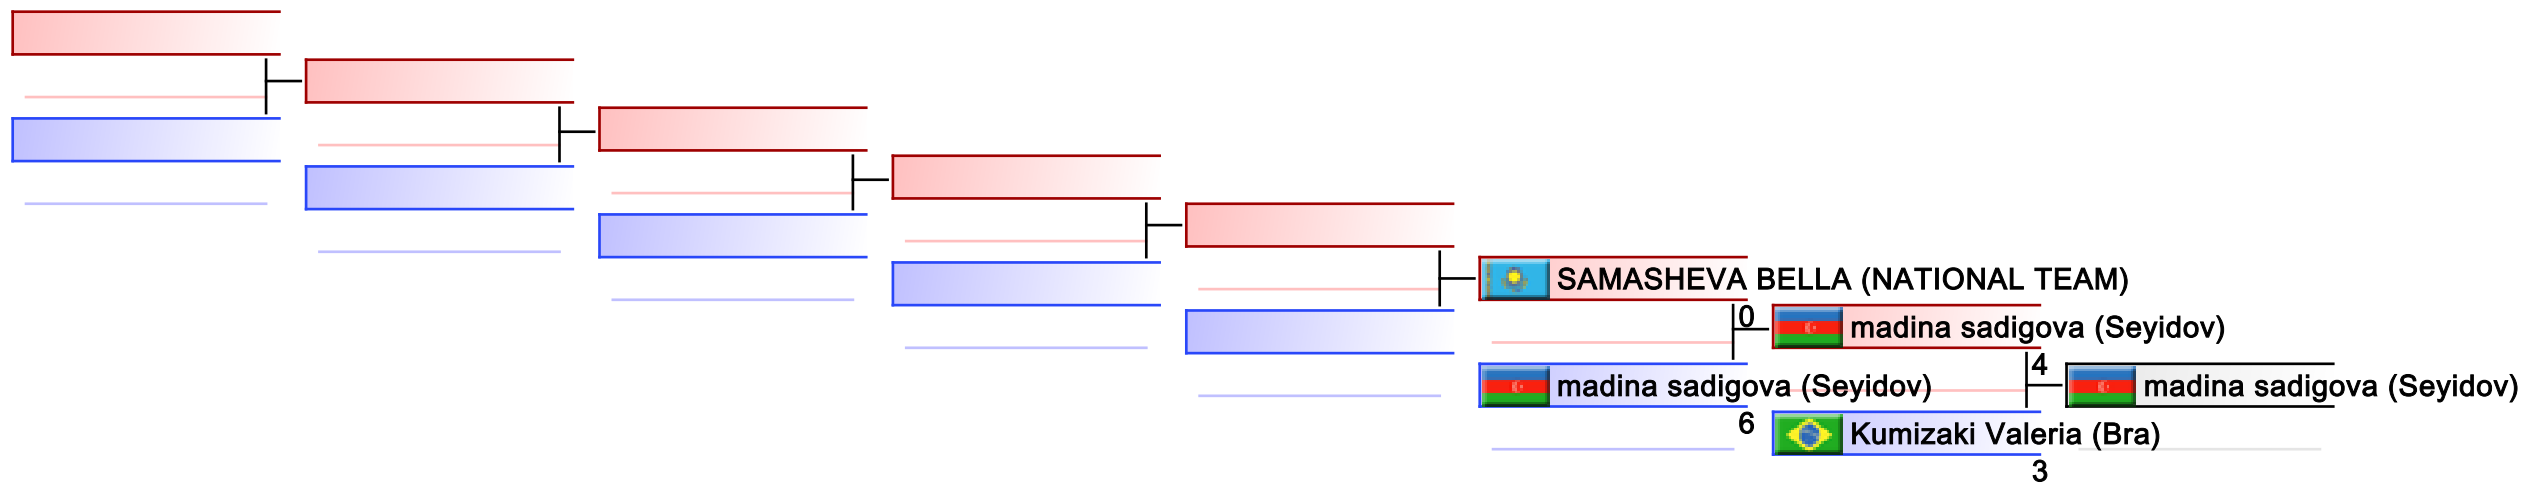 SAMASHEVA BELLA (NATIONAL TEAM)
0
madina sadigova (Seyidov)
4
madina sadigova (Seyidov)
madina sadigova (Seyidov)
6
Kumizaki Valeria (Bra)
3